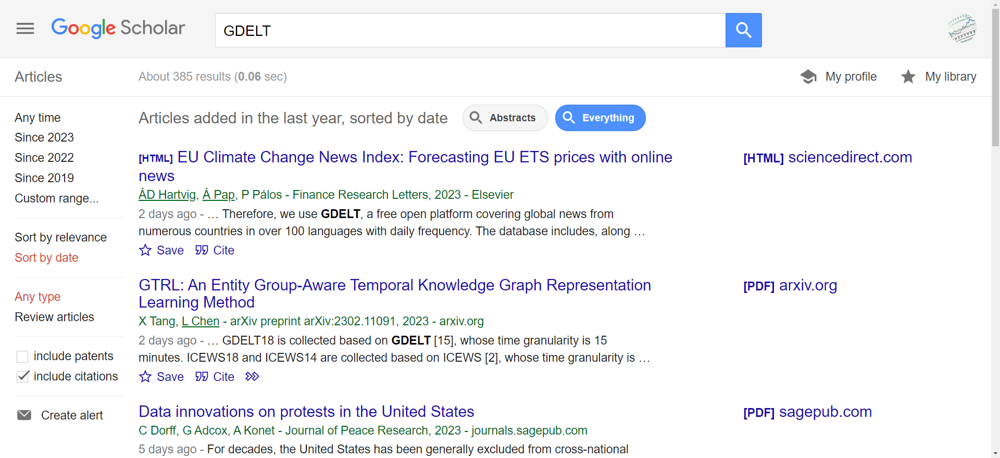 Google Scholar
GDELT
Articles
About 385 results (0.06 sec)
My profile
My library
Any time
Since 2023
Since 2022
Since 2019
Custom range...
Sort by relevance
Sort by date
Any type
Review articles
include patents
include citations
Create alert
Articles added in the last year, sorted by date
Abstracts
Everything
[HTML] EU Climate Change News Index: Forecasting EU ETS prices with online
news
[HTML] sciencedirect.com
ÁD Hartvig, Á Pap, P Pálos - Finance Research Letters, 2023 - Elsevier
2 days ago - … Therefore, we use GDELT, a free open platform covering global news from
numerous countries in over 100 languages with daily frequency. The database includes, along …
Save Cite
GTRL: An Entity Group-Aware Temporal Knowledge Graph Representation
Learning Method
[PDF] arxiv.org
X Tang, L Chen - arXiv preprint arXiv:2302.11091, 2023 - arxiv.org
2 days ago - … GDELT18 is collected based on GDELT [15], whose time granularity is 15
minutes. ICEWS18 and ICEWS14 are collected based on ICEWS [2], whose time granularity is …
Save Cite
Data innovations on protests in the United States
[PDF] sagepub.com
C Dorff, G Adcox, A Konet - Journal of Peace Research, 2023 - journals.sagepub.com
5 days ago - For decades, the United States has been generally excluded from cross-national